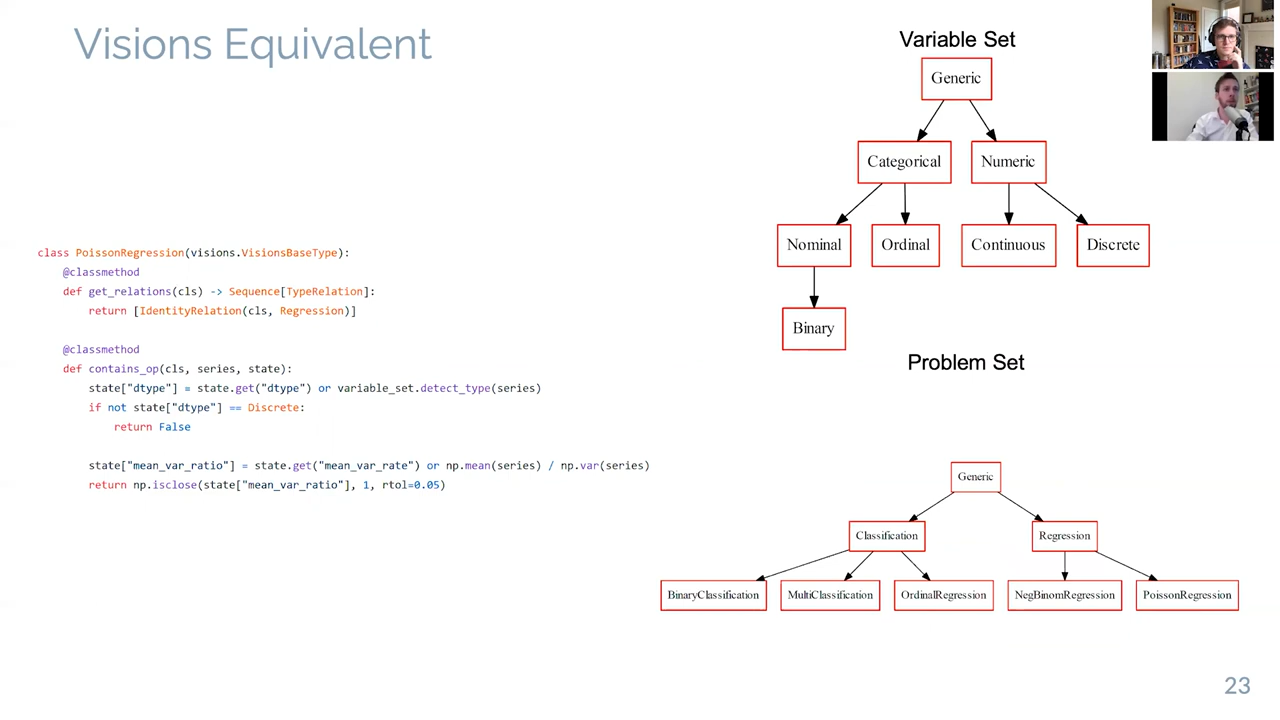 Visions Equivalent
class PoissonRegression(visions.VisionsBaseType):
@classmethod
def get_relations(cls) -> Sequence[TypeRelation]:
return [IdentityRelation(cls, Regression)]
@classmethod
def contains_op(cls, series, state):
state["dtype"] = state.get("dtype") or variable_set.detect_type(series)
if not state["dtype"] == Discrete:
return False
state["mean_var_ratio"] = state.get("mean_var_rate") or np.mean(series) / np.var(series)
return np.isclose(state["mean_var_ratio"], 1, rtol=0.05)
Variable Set
Generic
Categorical
Numeric
Nominal
Ordinal
Continuous
Discrete
Binary
Problem Set
Generic
Classification
Regression
BinaryClassification
MultiClassification
OrdinalRegression
NegBinomRegression
PoissonRegression
23